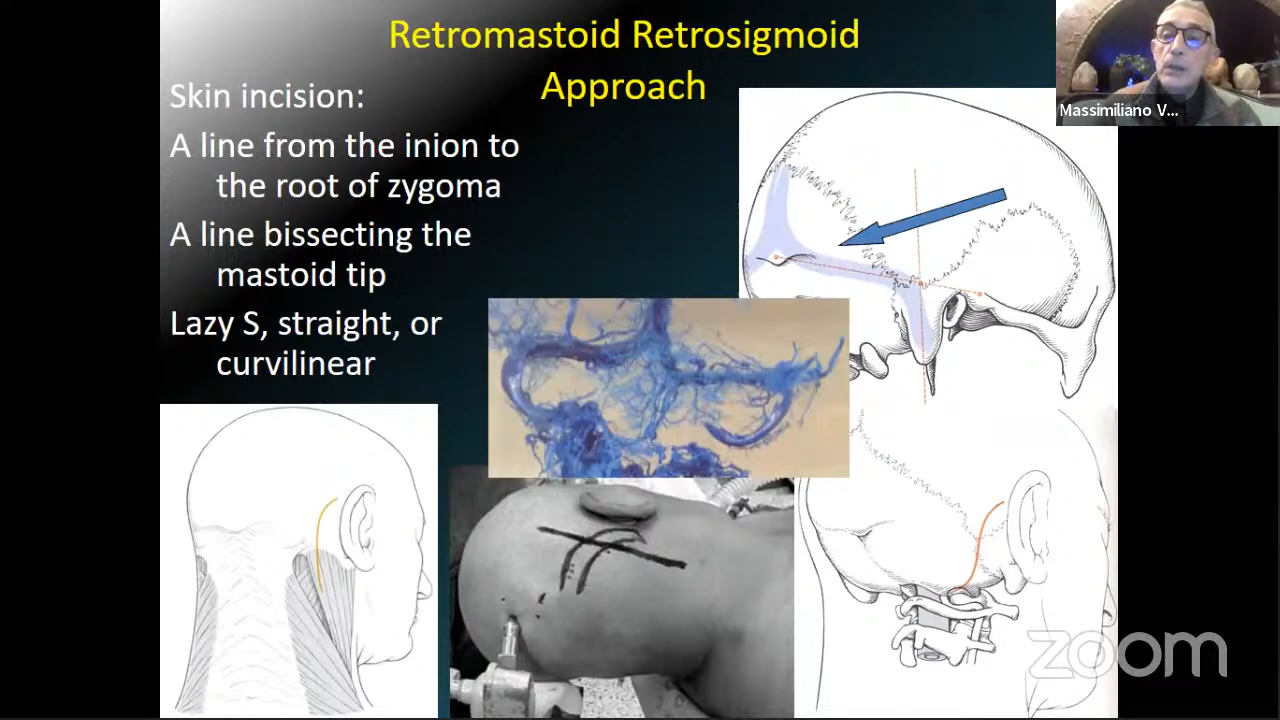 Retromastoid Retrosigmoid
Approach
Skin incision:
A line from the inion to
the root of zygoma
A line bissecting the
mastoid tip
Lazy S, straight, or
curvilinear
Massimiliano V...
zoom